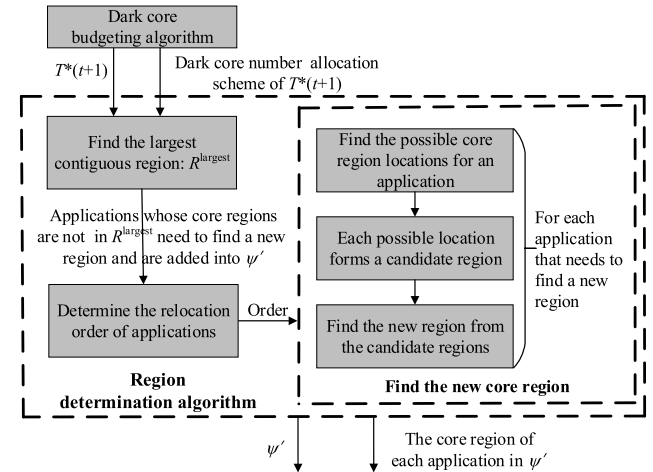 Dark core
budgeting algorithm
T*(t+1)
Dark core number allocation
scheme of T*(t+1)
Find the largest
contiguous region: R^largest
Applications whose core regions
are not in R^largest need to find a new
region and are added into ψ′
Determine the relocation
order of applications
Order
Region
determination algorithm
Find the possible core
region locations for an
application
Each possible location
forms a candidate region
Find the new region from
the candidate regions
For each
application
that needs to
find a new
region
Find the new core region
ψ′
The core region of
each application in ψ′